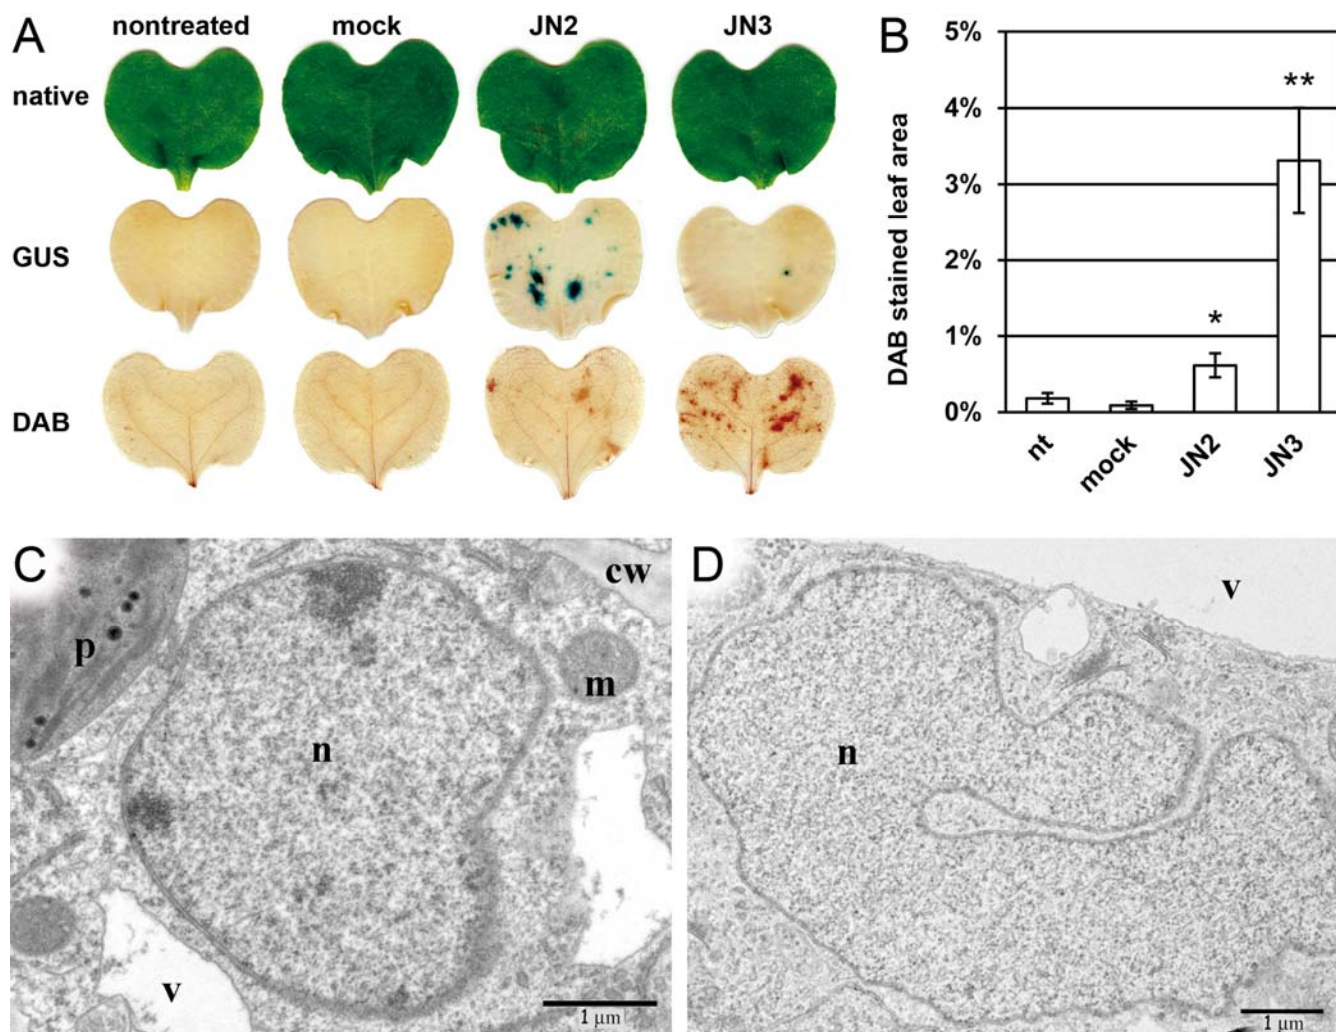 A
nontreated mock JN2 JN3
native
GUS
DAB
B
DAB stained leaf area
5%
4%
3%
2%
1%
0%
**
*
nt mock JN2 JN3
C
cw
p
m
n
v
1 µm
D
v
n
1 µm